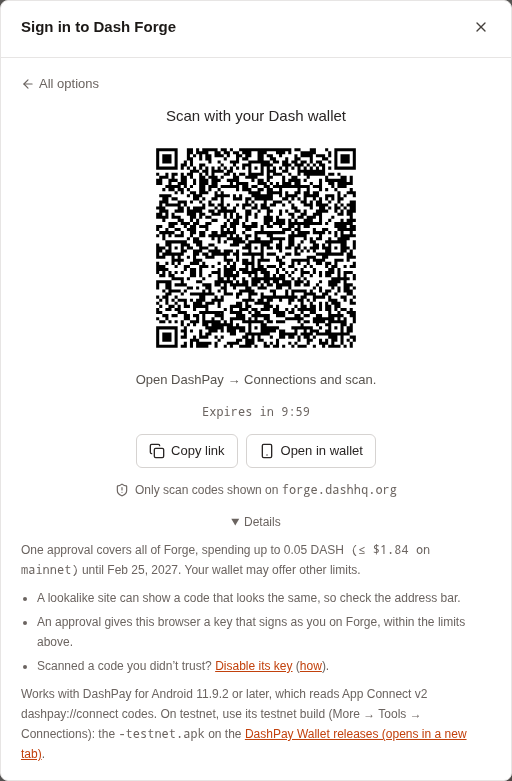 Sign in to Dash Forge
← All options
Scan with your Dash wallet
Open DashPay → Connections and scan.
Expires in 9:59
Copy link
Open in wallet
Only scan codes shown on forge.dashhq.org
▼ Details
One approval covers all of Forge, spending up to 0.05 DASH (≤ $1.84 on
mainnet) until Feb 25, 2027. Your wallet may offer other limits.
• A lookalike site can show a code that looks the same, so check the address bar.
• An approval gives this browser a key that signs as you on Forge, within the limits
above.
• Scanned a code you didn’t trust? Disable its key (how).
Works with DashPay for Android 11.9.2 or later, which reads App Connect v2
dashpay://connect codes. On testnet, use its testnet build (More → Tools →
Connections): the -testnet.apk on the DashPay Wallet releases (opens in a new
tab).